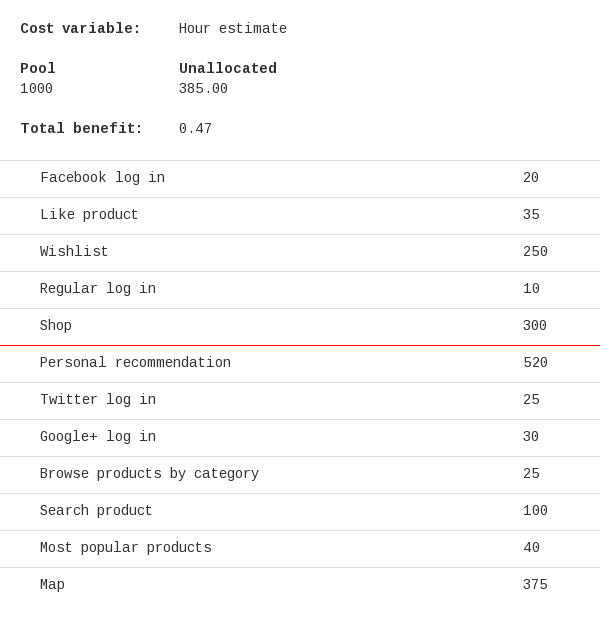 Cost variable: Hour estimate
Pool Unallocated
1000 385.00
Total benefit: 0.47
Facebook log in 20
Like product 35
Wishlist 250
Regular log in 10
Shop 300
Personal recommendation 520
Twitter log in 25
Google+ log in 30
Browse products by category 25
Search product 100
Most popular products 40
Map 375